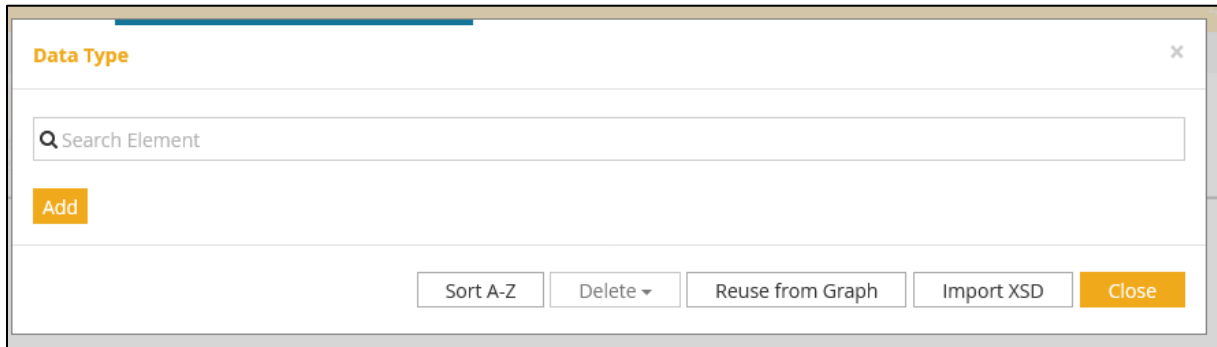 Data Type
×
Search Element
Add
Sort A-Z Delete Reuse from Graph Import XSD Close